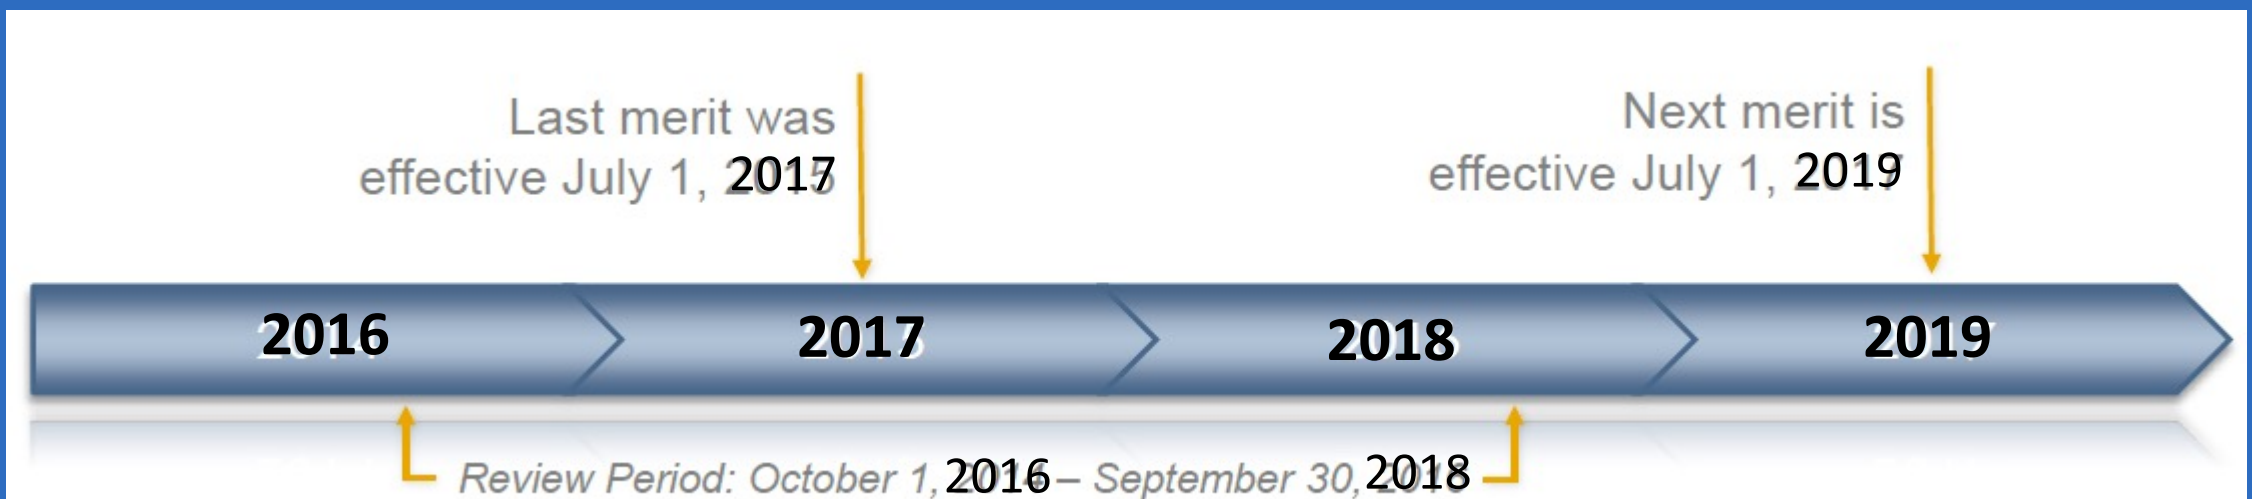 Last merit was
effective July 1, 2017
Next merit is
effective July 1, 2019
2016
2017
2018
2019
Review Period: October 1, 2016 – September 30, 2018